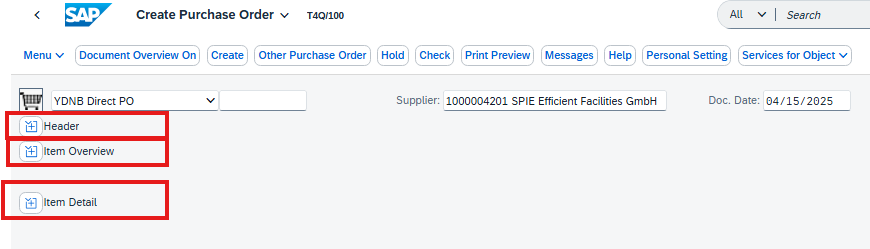 SAP Create Purchase Order T4Q/100 All Search
Menu Document Overview On Create Other Purchase Order Hold Check Print Preview Messages Help Personal Setting Services for Object
YDNB Direct PO Supplier: 1000004201 SPIE Efficient Facilities GmbH Doc. Date: 04/15/2025
Header
Item Overview
Item Detail